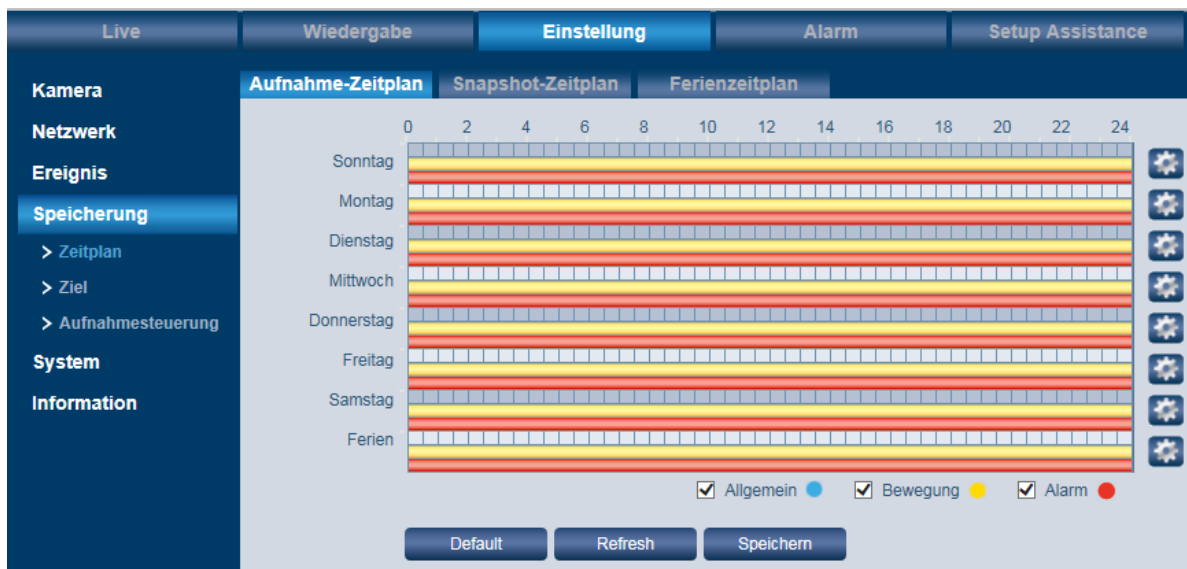 Live Wiedergabe Einstellung Alarm Setup Assistance
Kamera
Netzwerk
Ereignis
Speicherung
> Zeitplan
> Ziel
> Aufnahmesteuerung
System
Information
Aufnahme-Zeitplan Snapshot-Zeitplan Ferienzeitplan
0 2 4 6 8 10 12 14 16 18 20 22 24
Sonntag
Montag
Dienstag
Mittwoch
Donnerstag
Freitag
Samstag
Ferien
Allgemein Bewegung Alarm
Default Refresh Speichern